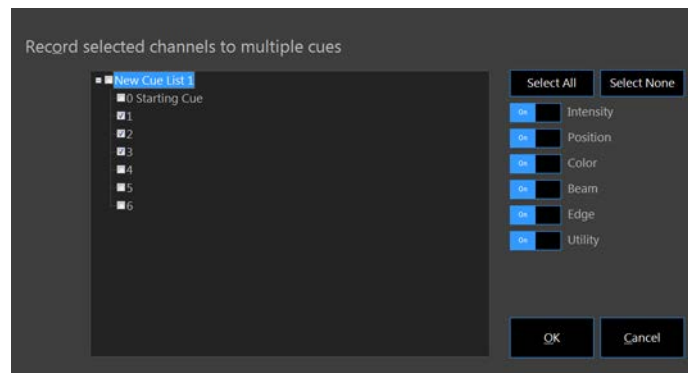 Record selected channels to multiple cues
New Cue List 1
0 Starting Cue
1
2
3
4
5
6
Select All
Select None
On Intensity
On Position
On Color
On Beam
On Edge
On Utility
OK
Cancel